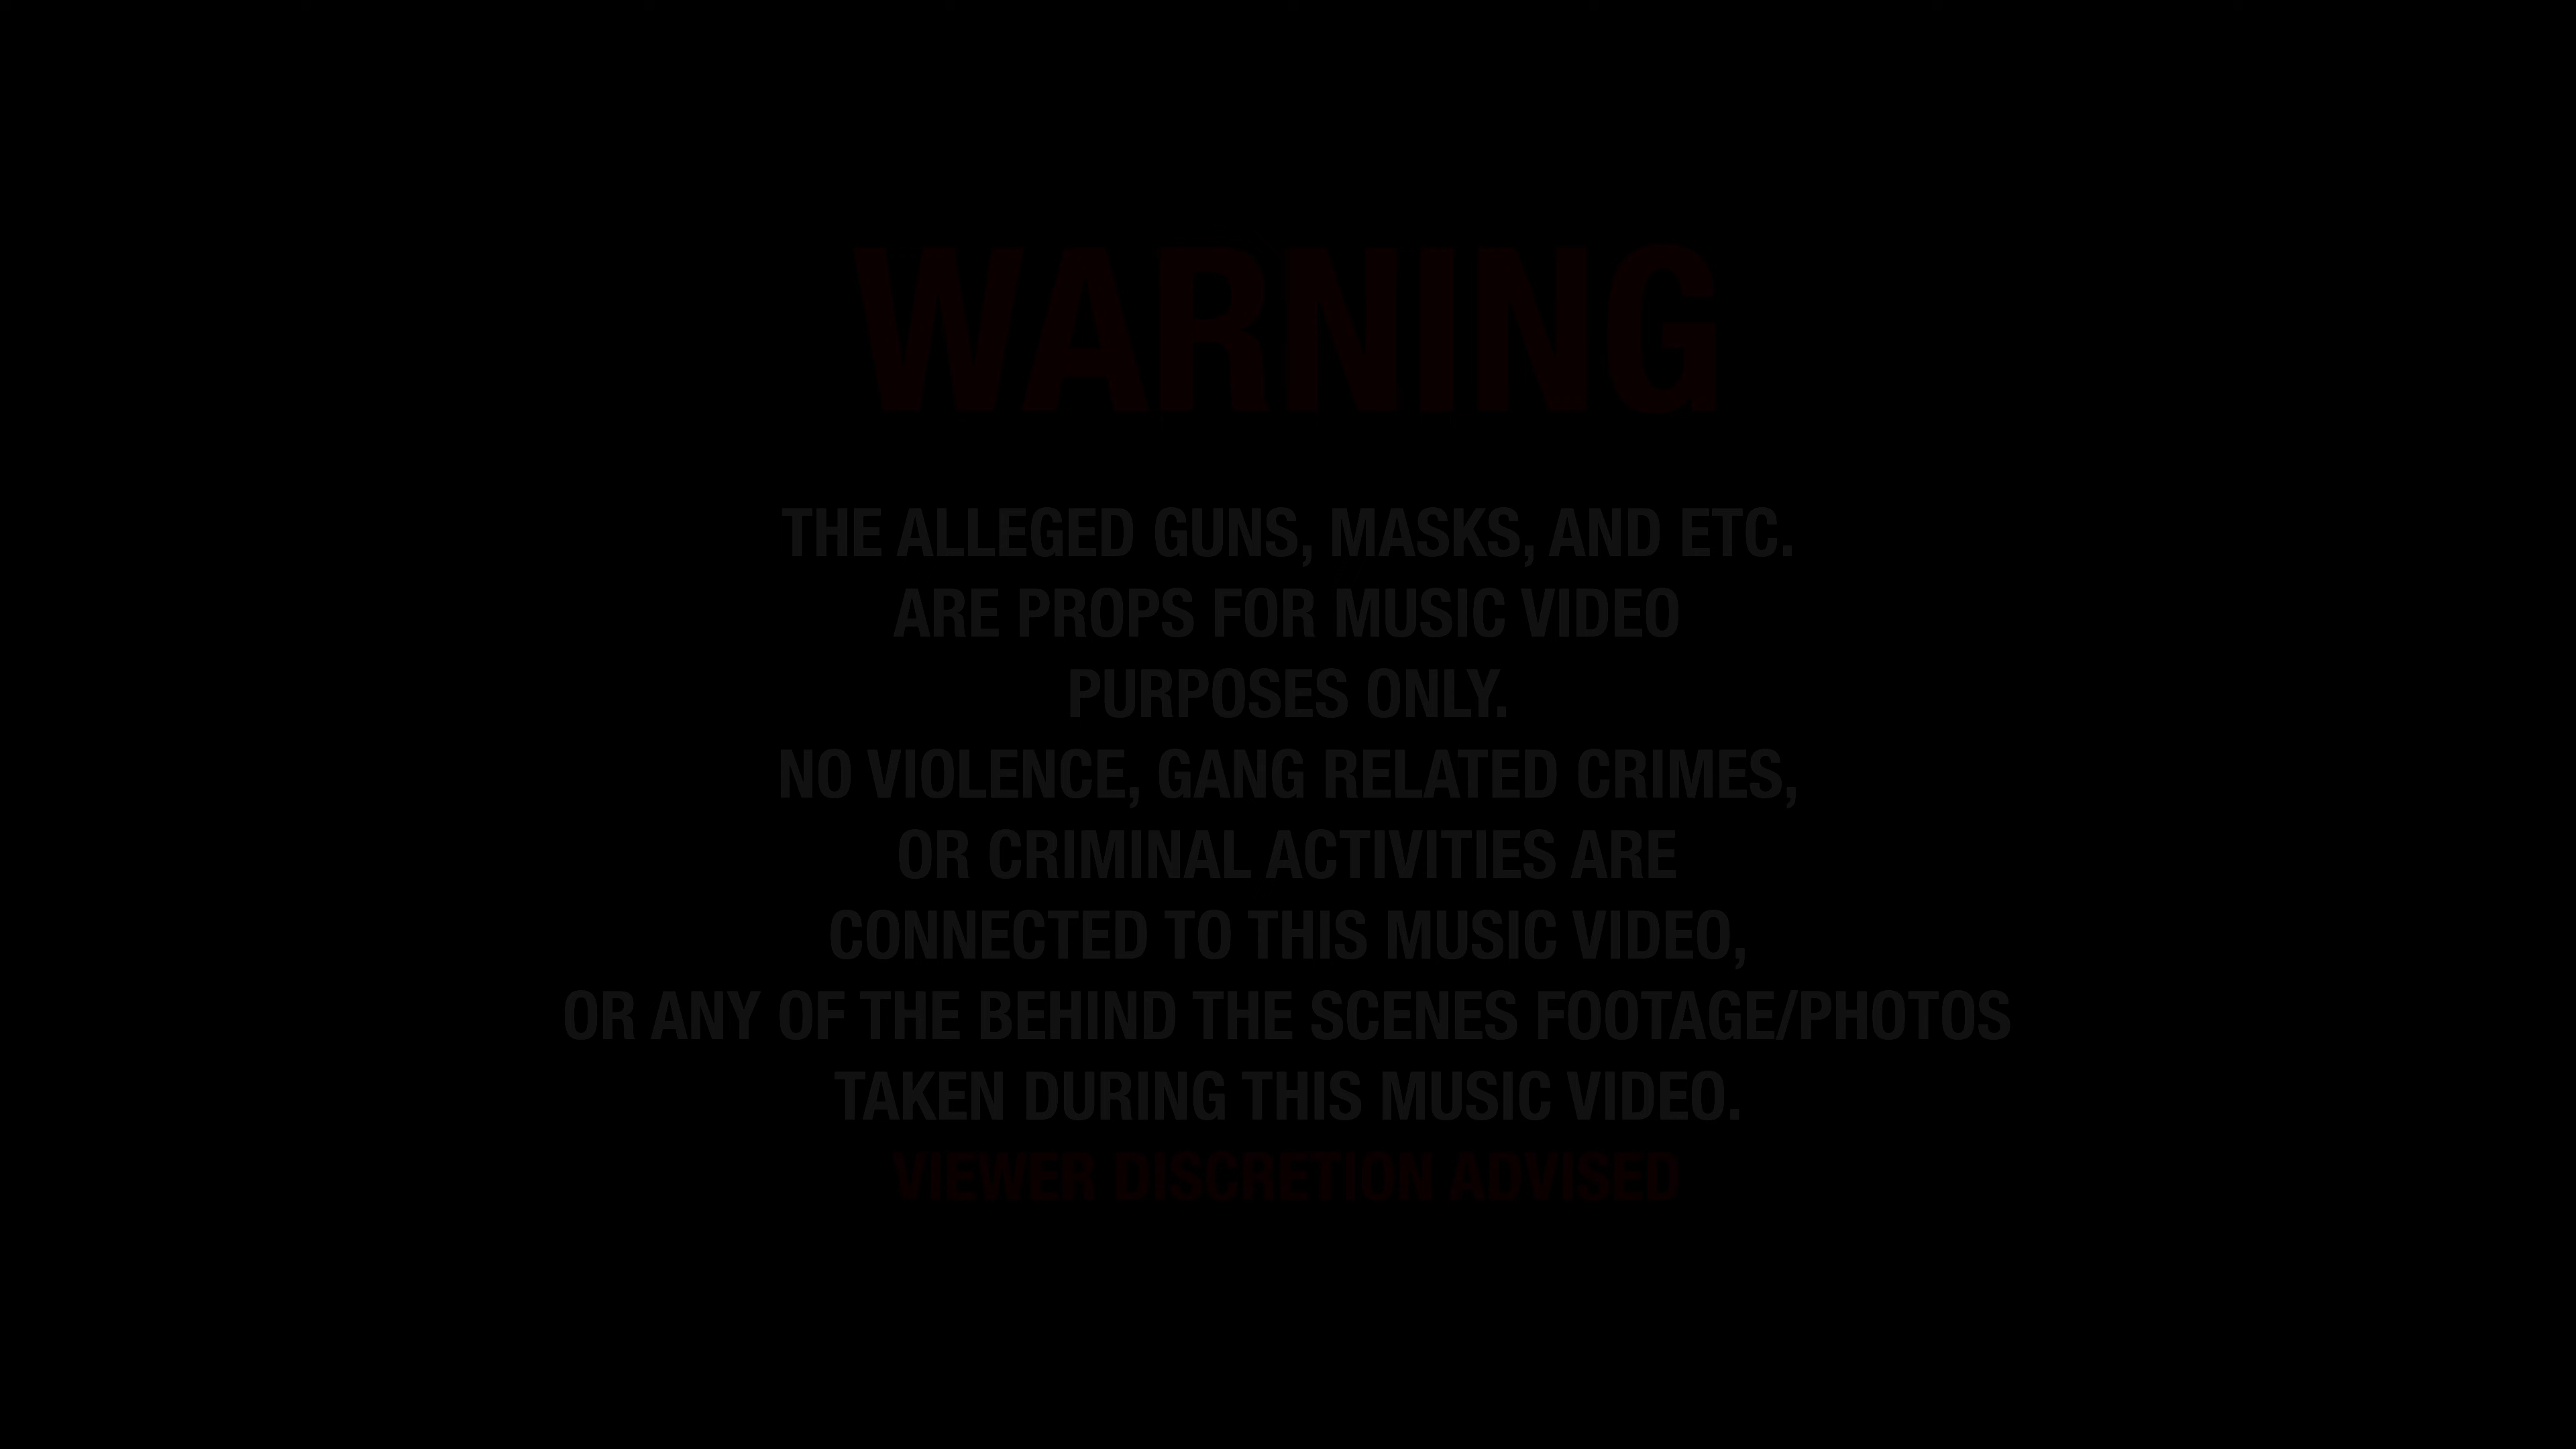 WARNING
THE ALLEGED GUNS, MASKS, AND ETC.
ARE PROPS FOR MUSIC VIDEO
PURPOSES ONLY.
NO VIOLENCE, GANG RELATED CRIMES,
OR CRIMINAL ACTIVITIES ARE
CONNECTED TO THIS MUSIC VIDEO,
OR ANY OF THE BEHIND THE SCENES FOOTAGE/PHOTOS
TAKEN DURING THIS MUSIC VIDEO.
VIEWER DISCRETION ADVISED